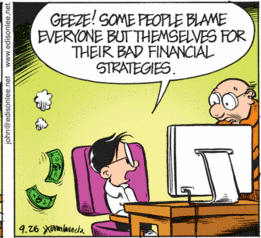 GEEZE! SOME PEOPLE BLAME
EVERYONE BUT THEMSELVES FOR
THEIR BAD FINANCIAL
STRATEGIES.
john@edisonlee.net www.edisonlee.net
9.26